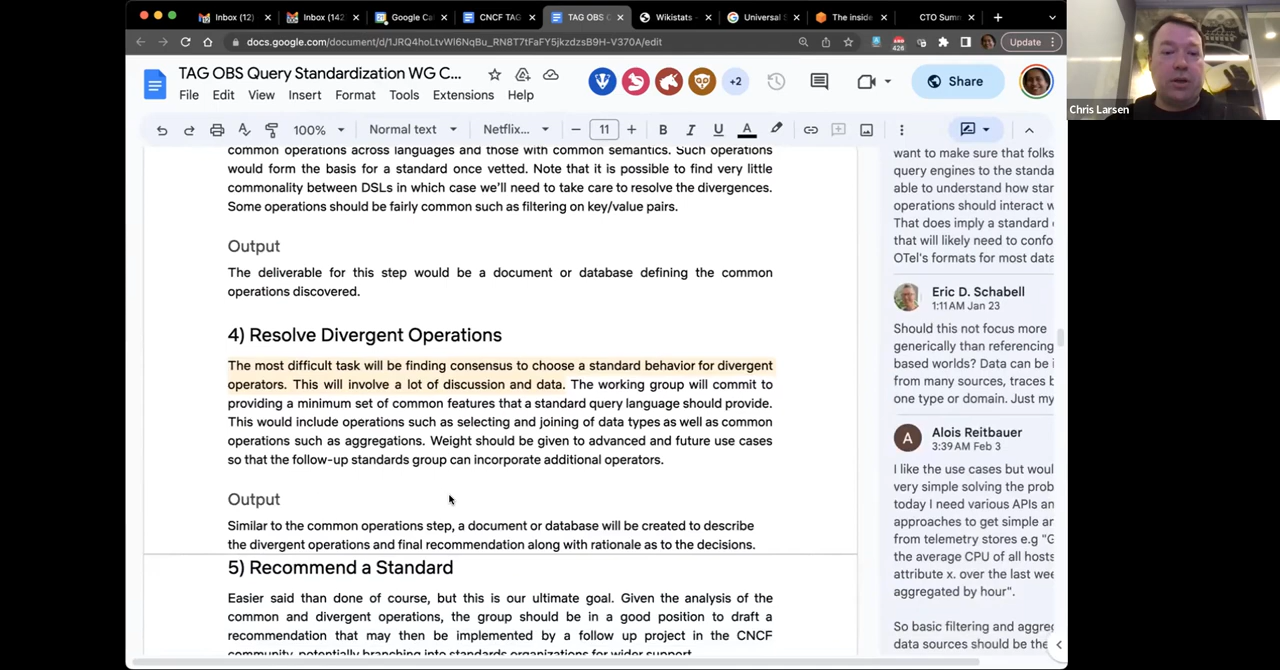 Inbox (12)
Inbox (142
Google Ca
CNCF TAG
TAG OBS C
Wikistats -
Universal S
The inside
CTO Summ
docs.google.com/document/d/1JRQ4hoLtvWl6NqBu_RN8T7tFaFY5jkzdzsB9H-V370A/edit
426
Update
TAG OBS Query Standardization WG C...
File Edit View Insert Format Tools Extensions Help
+2
Share
100%
Normal text
Netflix...
11
B I U A
Chris Larsen
common operations across languages and those with common semantics. Such operations
would form the basis for a standard once vetted. Note that it is possible to find very little
commonality between DSLs in which case we'll need to take care to resolve the divergences.
Some operations should be fairly common such as filtering on key/value pairs.
Output
The deliverable for this step would be a document or database defining the common
operations discovered.
4) Resolve Divergent Operations
The most difficult task will be finding consensus to choose a standard behavior for divergent
operators. This will involve a lot of discussion and data. The working group will commit to
providing a minimum set of common features that a standard query language should provide.
This would include operations such as selecting and joining of data types as well as common
operations such as aggregations. Weight should be given to advanced and future use cases
so that the follow-up standards group can incorporate additional operators.
Output
Similar to the common operations step, a document or database will be created to describe
the divergent operations and final recommendation along with rationale as to the decisions.
5) Recommend a Standard
Easier said than done of course, but this is our ultimate goal. Given the analysis of the
common and divergent operations, the group should be in a good position to draft a
recommendation that may then be implemented by a follow up project in the CNCF
community, potentially branching into standards organizations for wider support.
want to make sure that folks
query engines to the standa
able to understand how stan
operations should interact w
That does imply a standard
that will likely need to confo
OTel's formats for most data
Eric D. Schabell
1:11 AM Jan 23
Should this not focus more
generically than referencing
based worlds? Data can be i
from many sources, traces b
one type or domain. Just my
A
Alois Reitbauer
3:39 AM Feb 3
I like the use cases but woul
very simple solving the prob
today I need various APIs an
approaches to get simple an
from telemetry stores e.g "G
the average CPU of all hosts
attribute x. over the last wee
aggregated by hour".
So basic filtering and aggreg
data sources should be the